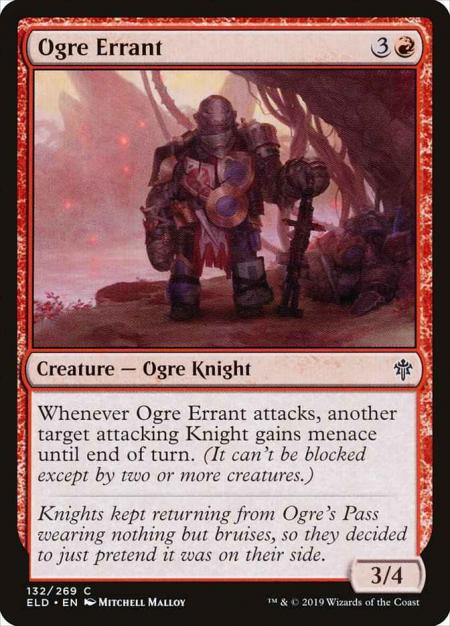 Ogre Errant 3
Creature — Ogre Knight
Whenever Ogre Errant attacks, another
target attacking Knight gains menace
until end of turn. (It can't be blocked
except by two or more creatures.)
Knights kept returning from Ogre's Pass
wearing nothing but bruises, so they decided
to just pretend it was on their side.
3/4
132/269 C
ELD • EN Mitchell Malloy ™ & © 2019 Wizards of the Coast